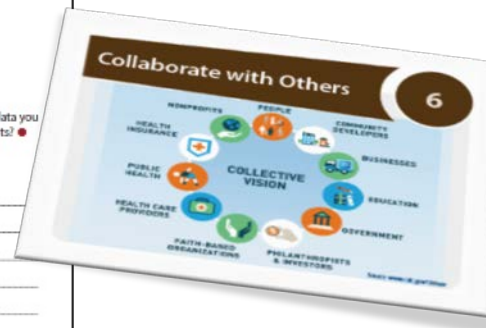 ata you
ts?
Collaborate with Others
6
NONPROFITS
PEOPLE
COMMUNITY
DEVELOPERS
HEALTH
INSURANCE
BUSINESSES
PUBLIC
HEALTH
COLLECTIVE
VISION
EDUCATION
HEALTH CARE
PROVIDERS
GOVERNMENT
FAITH-BASED
ORGANIZATIONS
PHILANTHROPISTS
& INVESTORS